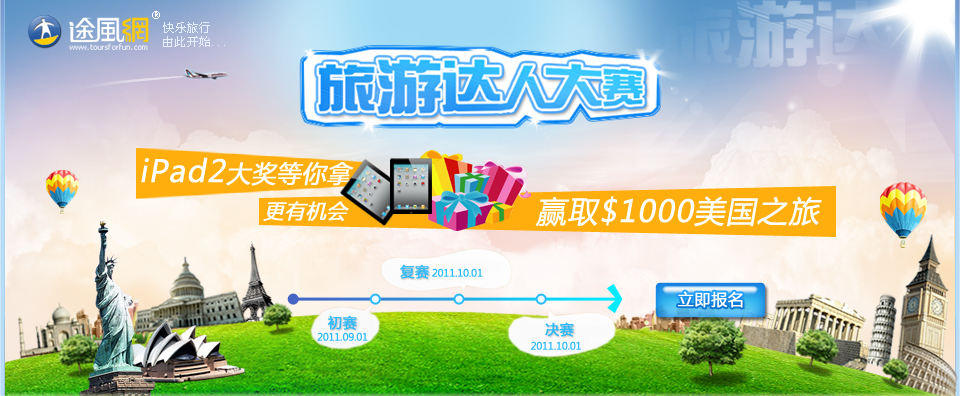 途風網®
www.toursforfun.com
快乐旅行
由此开始...
旅游达人大赛
旅游达
iPad2大奖等你拿
更有机会
赢取$1000美国之旅
复赛 2011.10.01
初赛
2011.09.01
决赛
2011.10.01
立即报名